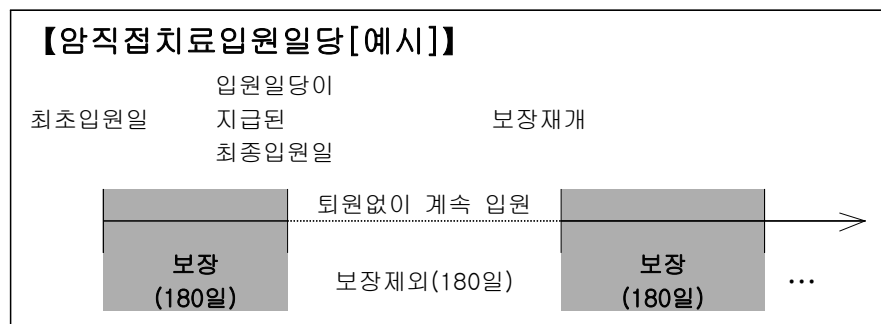 【암직접치료입원일당[예시]】
최초입원일
입원일당이
지급된
최종입원일
보장재개
퇴원없이 계속 입원
보장
(180일)
보장제외(180일)
보장
(180일)
…